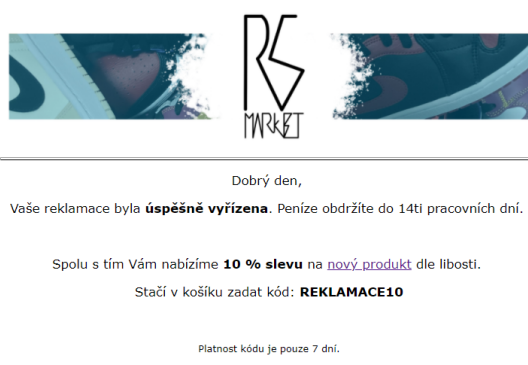 RS
MARKET
Dobrý den,
Vaše reklamace byla úspěšně vyřízena. Peníze obdržíte do 14ti pracovních dní.
Spolu s tím Vám nabízíme 10 % slevu na nový produkt dle libosti.
Stačí v košíku zadat kód: REKLAMACE10
Platnost kódu je pouze 7 dní.